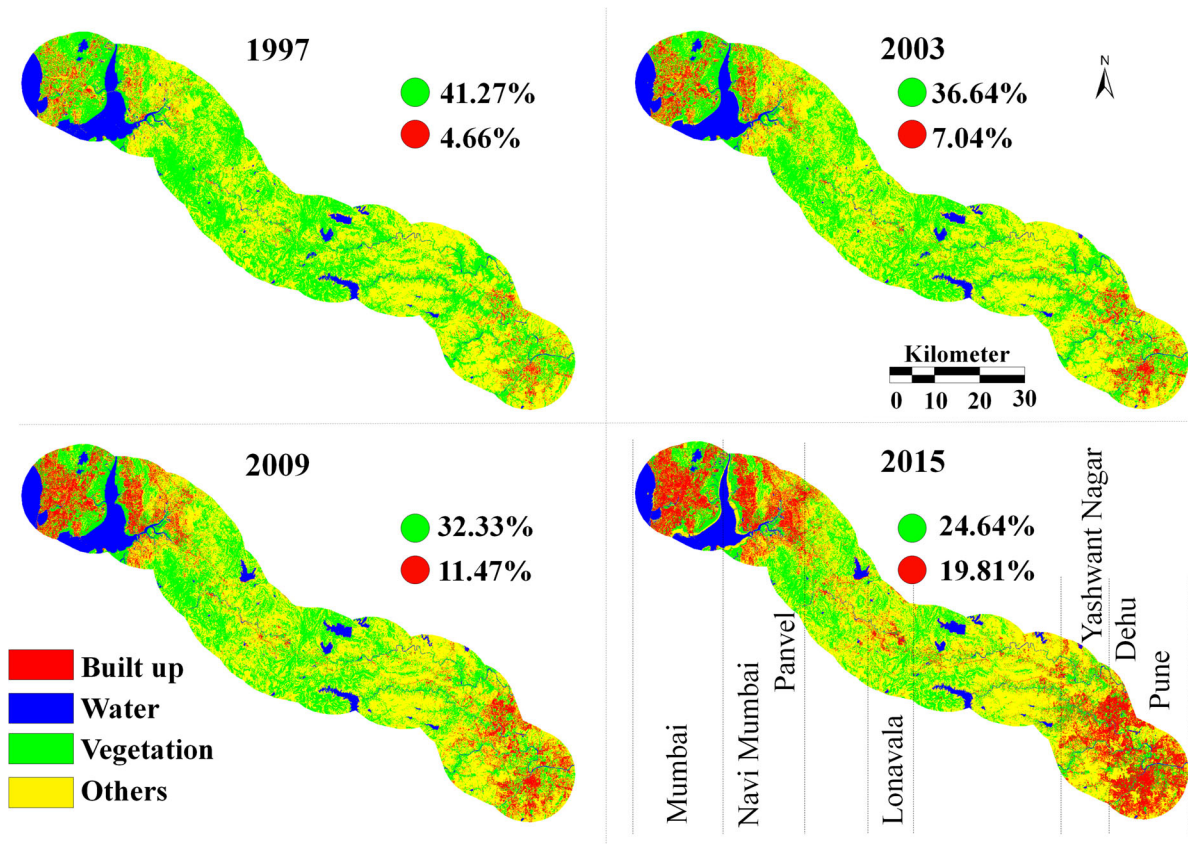 1997
41.27%
4.66%
2003
36.64%
7.04%
N
Kilometer
0 10 20 30
2009
32.33%
11.47%
Built up
Water
Vegetation
Others
2015
24.64%
19.81%
Mumbai
Navi Mumbai
Panvel
Lonavala
Yashwant Nagar
Dehu
Pune